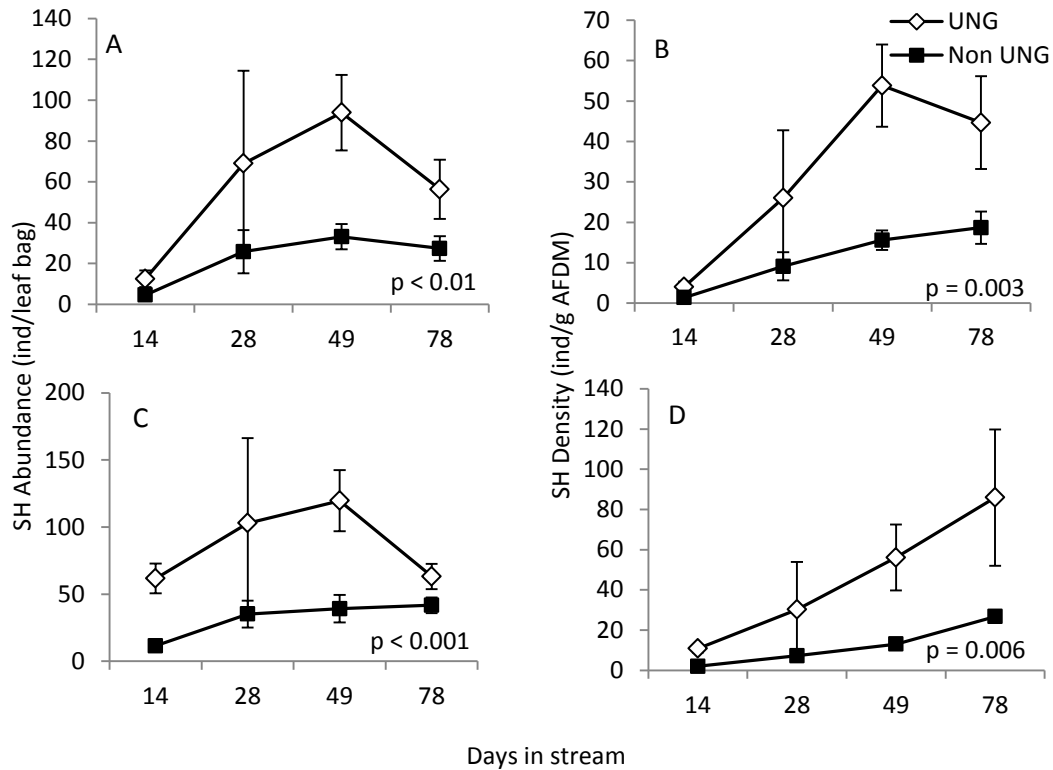 SH Abundance (ind/leaf bag)
A
140
120
100
80
60
40
20
0
14 28 49 78
p < 0.01
SH Density (ind/g AFDM)
B
UNG
Non UNG
70
60
50
40
30
20
10
0
14 28 49 78
p = 0.003
C
200
150
100
50
0
14 28 49 78
p < 0.001
D
140
120
100
80
60
40
20
0
14 28 49 78
p = 0.006
Days in stream